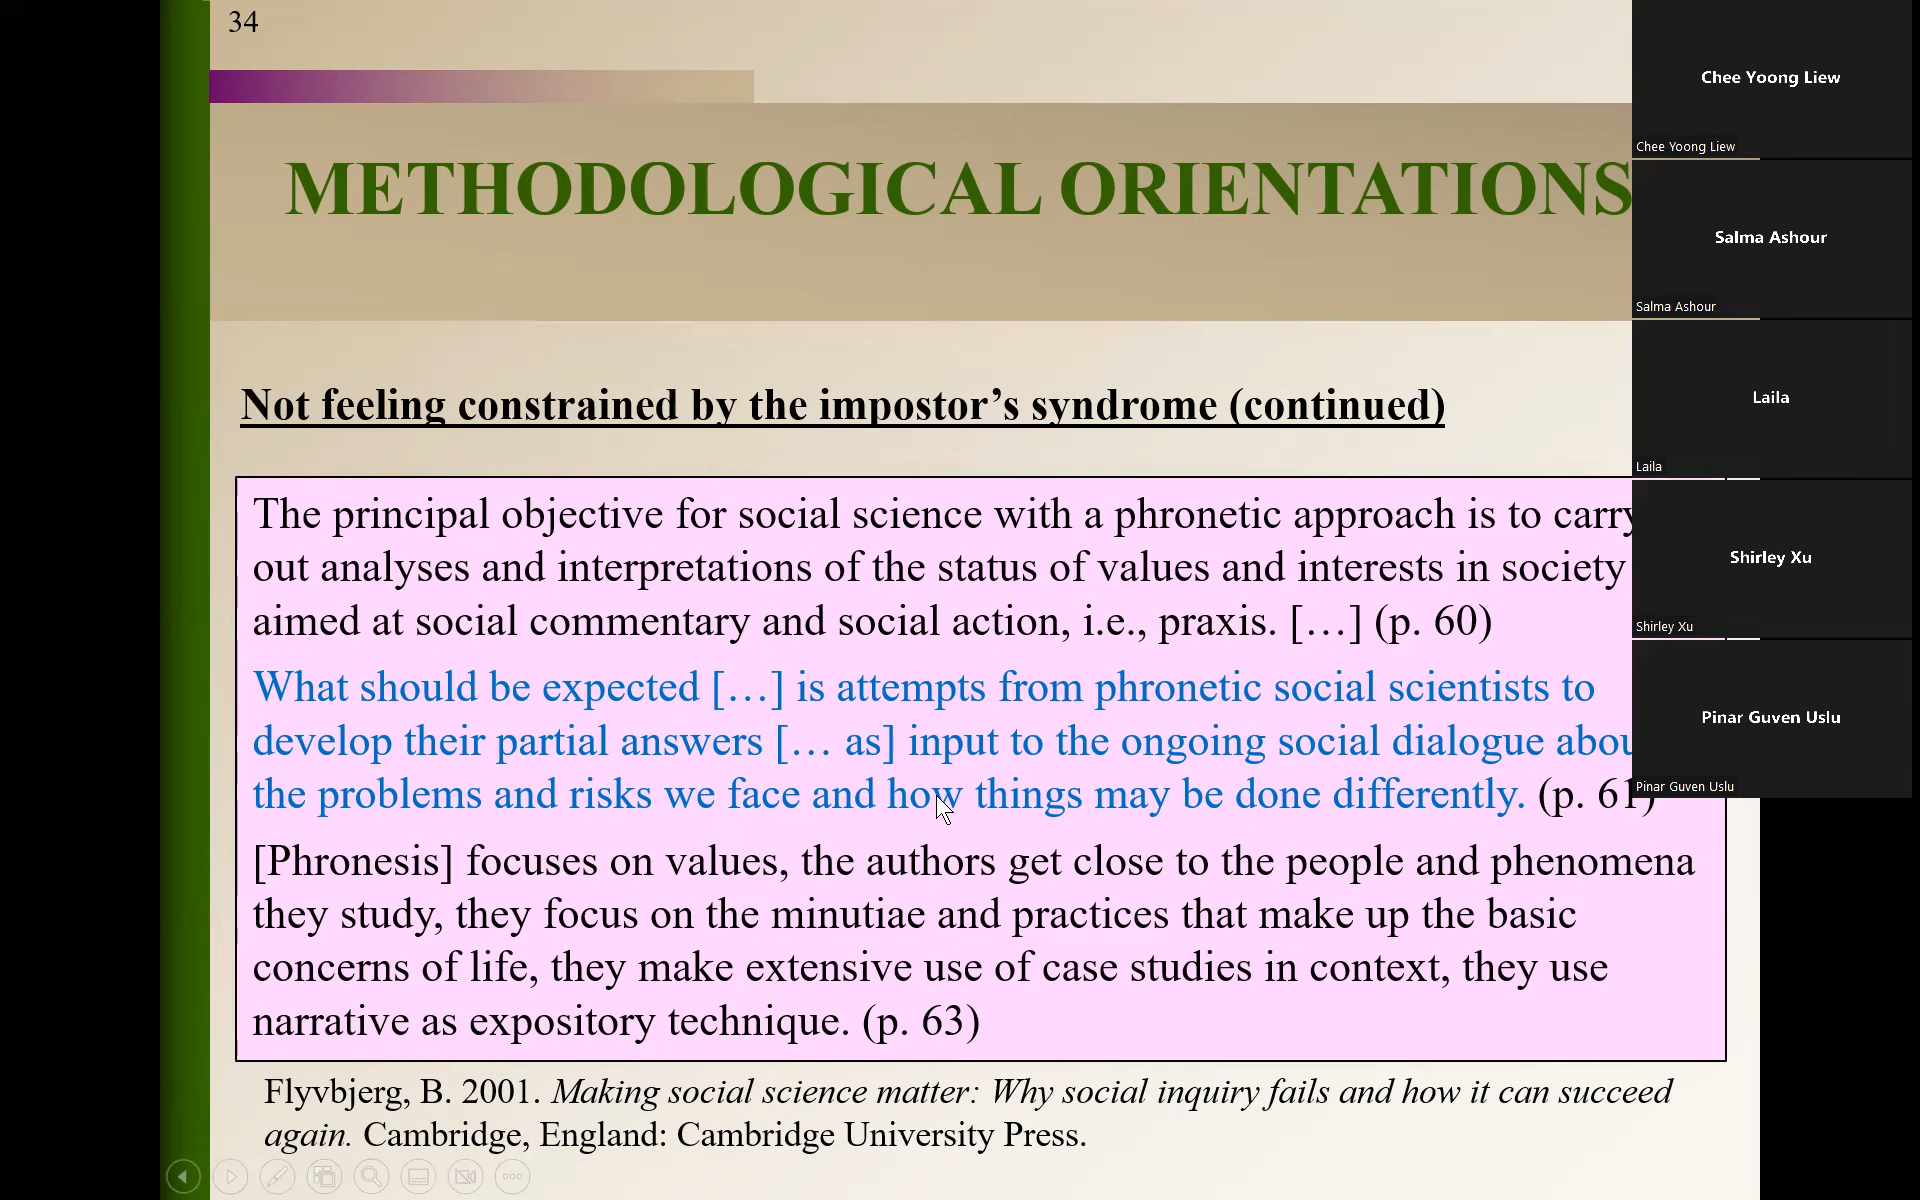 34
METHODOLOGICAL ORIENTATIONS
Not feeling constrained by the impostor’s syndrome (continued)
The principal objective for social science with a phronetic approach is to carry
out analyses and interpretations of the status of values and interests in society
aimed at social commentary and social action, i.e., praxis. […] (p. 60)
What should be expected […] is attempts from phronetic social scientists to
develop their partial answers [… as] input to the ongoing social dialogue abou
the problems and risks we face and how things may be done differently. (p. 61)
[Phronesis] focuses on values, the authors get close to the people and phenomena
they study, they focus on the minutiae and practices that make up the basic
concerns of life, they make extensive use of case studies in context, they use
narrative as expository technique. (p. 63)
Flyvbjerg, B. 2001. Making social science matter: Why social inquiry fails and how it can succeed
again. Cambridge, England: Cambridge University Press.
Chee Yoong Liew
Chee Yoong Liew
Salma Ashour
Salma Ashour
Laila
Laila
Shirley Xu
Shirley Xu
Pinar Guven Uslu
Pinar Guven Uslu